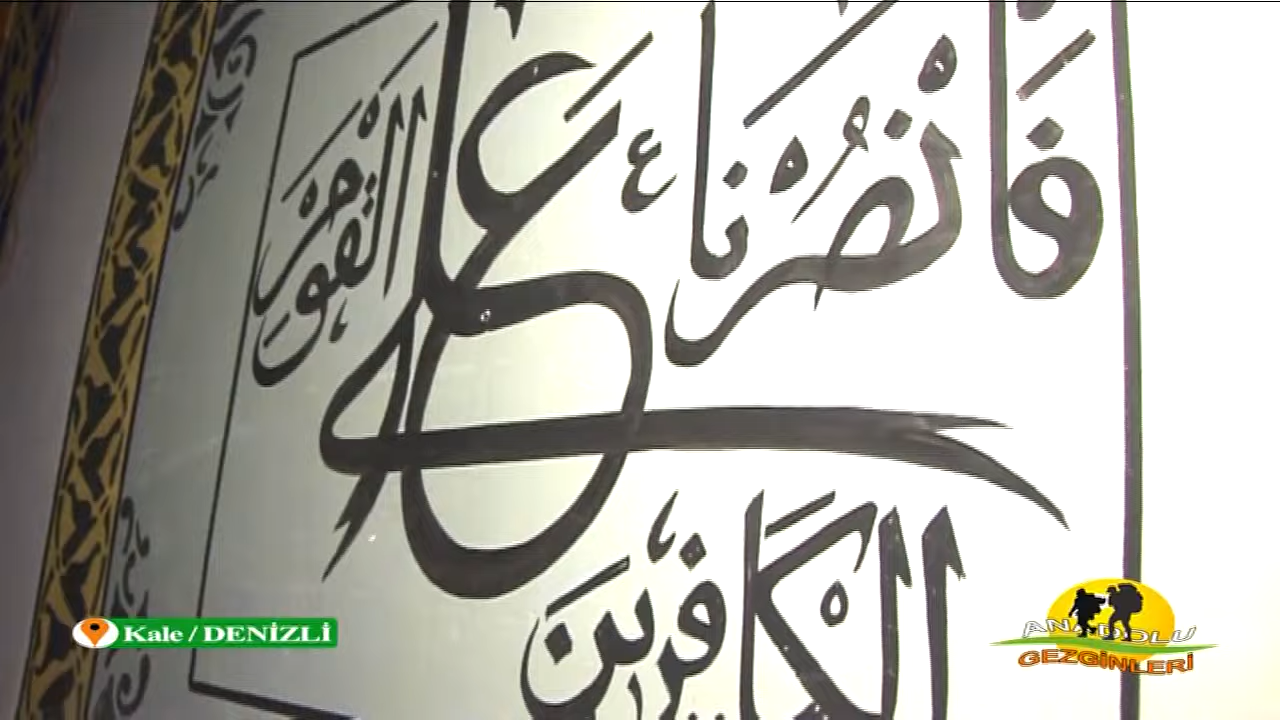 فَانْصُرْنَا عَلَى الْقَوْمِ
الْكَافِرِينَ
Kale / DENİZLİ
ANADOLU
GEZGİNLERİ